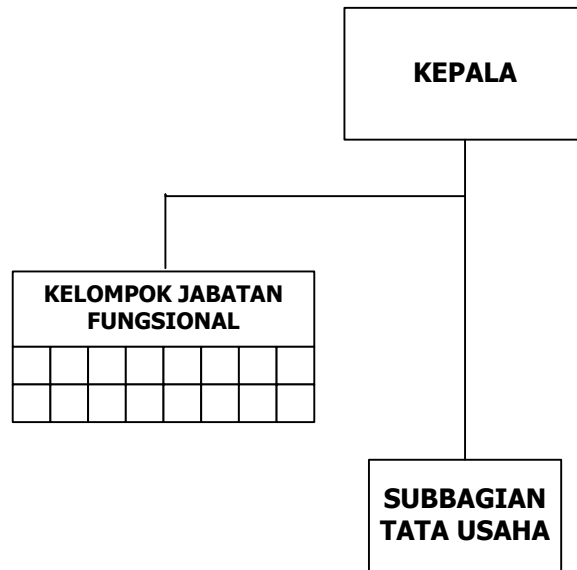 KEPALA
KELOMPOK JABATAN
FUNGSIONAL
SUBBAGIAN
TATA USAHA